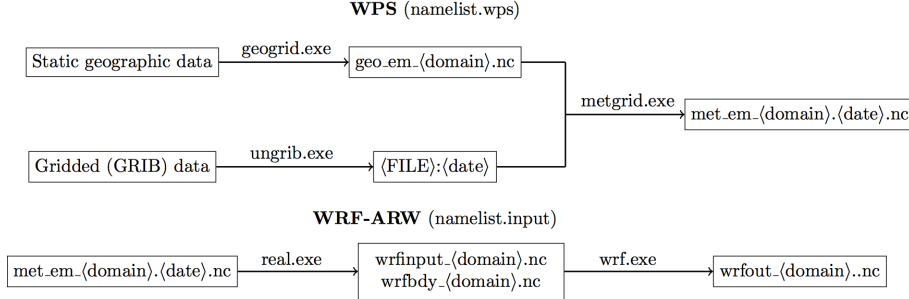 WPS (namelist.wps)
Static geographic data
geogrid.exe
geo_em_⟨domain⟩.nc
metgrid.exe
met_em_⟨domain⟩.⟨date⟩.nc
Gridded (GRIB) data
ungrib.exe
⟨FILE⟩:⟨date⟩
WRF-ARW (namelist.input)
met_em_⟨domain⟩.⟨date⟩.nc
real.exe
wrfinput_⟨domain⟩.nc
wrfbdy_⟨domain⟩.nc
wrf.exe
wrfout_⟨domain⟩..nc